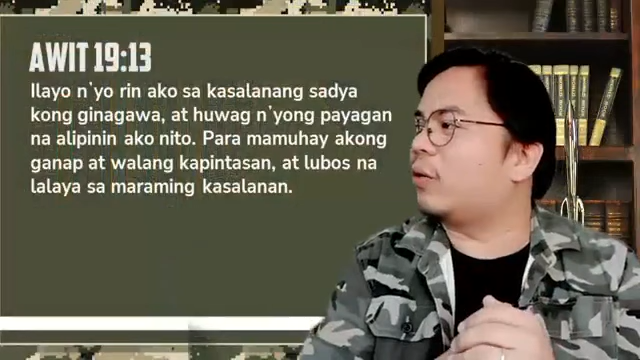 AWIT 19:13
Ilayo n'yo rin ako sa kasalanang sadya
kong ginagawa, at huwag n'yong payagan
na alipinin ako nito. Para mamuhay akong
ganap at walang kapintasan, at lubos na
lalaya sa maraming kasalanan.